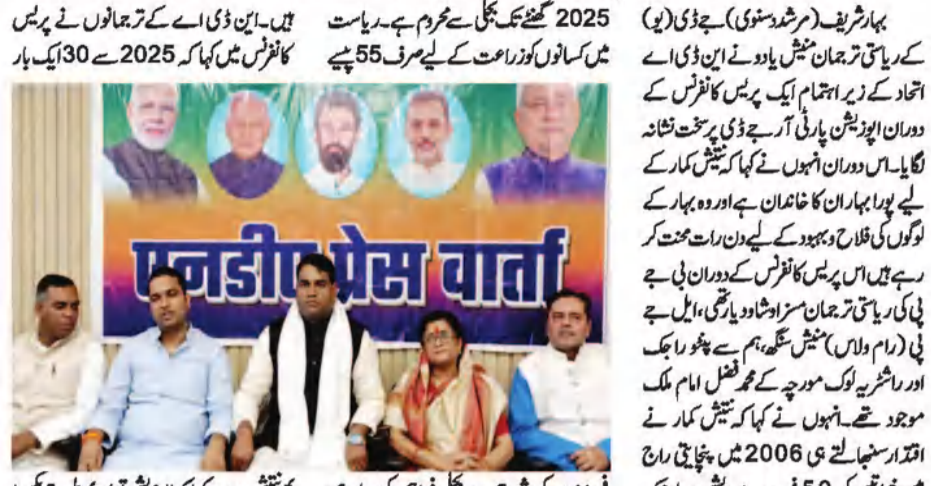 بہارشریف (مرشددسنوی) جے ڈی (یو)
کے ریاستی ترجمان منیش یادو نے این ڈی اے
اتحاد کے زیر اہتمام ایک پریس کانفرنس کے
دوران اپوزیشن پارٹی آر جے ڈی پر سخت نشانہ
لگایا۔ اس دوران انہوں نے کہا کہ نتیش کمار کے
لیے پورا بہار ان کا خاندان ہے اور وہ بہار کے
لوگوں کی فلاح و بہبود کے لیے دن رات محنت کر
رہے ہیں اس پریس کانفرنس کے دوران بی جے
پی کی ریاستی ترجمان مسز اوشا ودیارتھی، ایل جے
پی (رام ولاس) منیش سنگھ، ہم سے پنٹو راجک
اور راشٹریہ لوک مورچہ کے محمد فضل امام ملک
موجود تھے۔ انہوں نے کہا کہ نتیش کمار نے
اقتدار سنبھالتے ہی 2006 میں پنچایتی راج
2025 گھنٹے تک بجلی سے محروم ہے۔ ریاست
میں کسانوں کو زراعت کے لیے صرف 55 پیسے
ہیں۔ این ڈی اے کے ترجمانوں نے پریس
کانفرنس میں کہا کہ 2025 سے 30 ایک بار
एनडीए प्रेस वार्ता